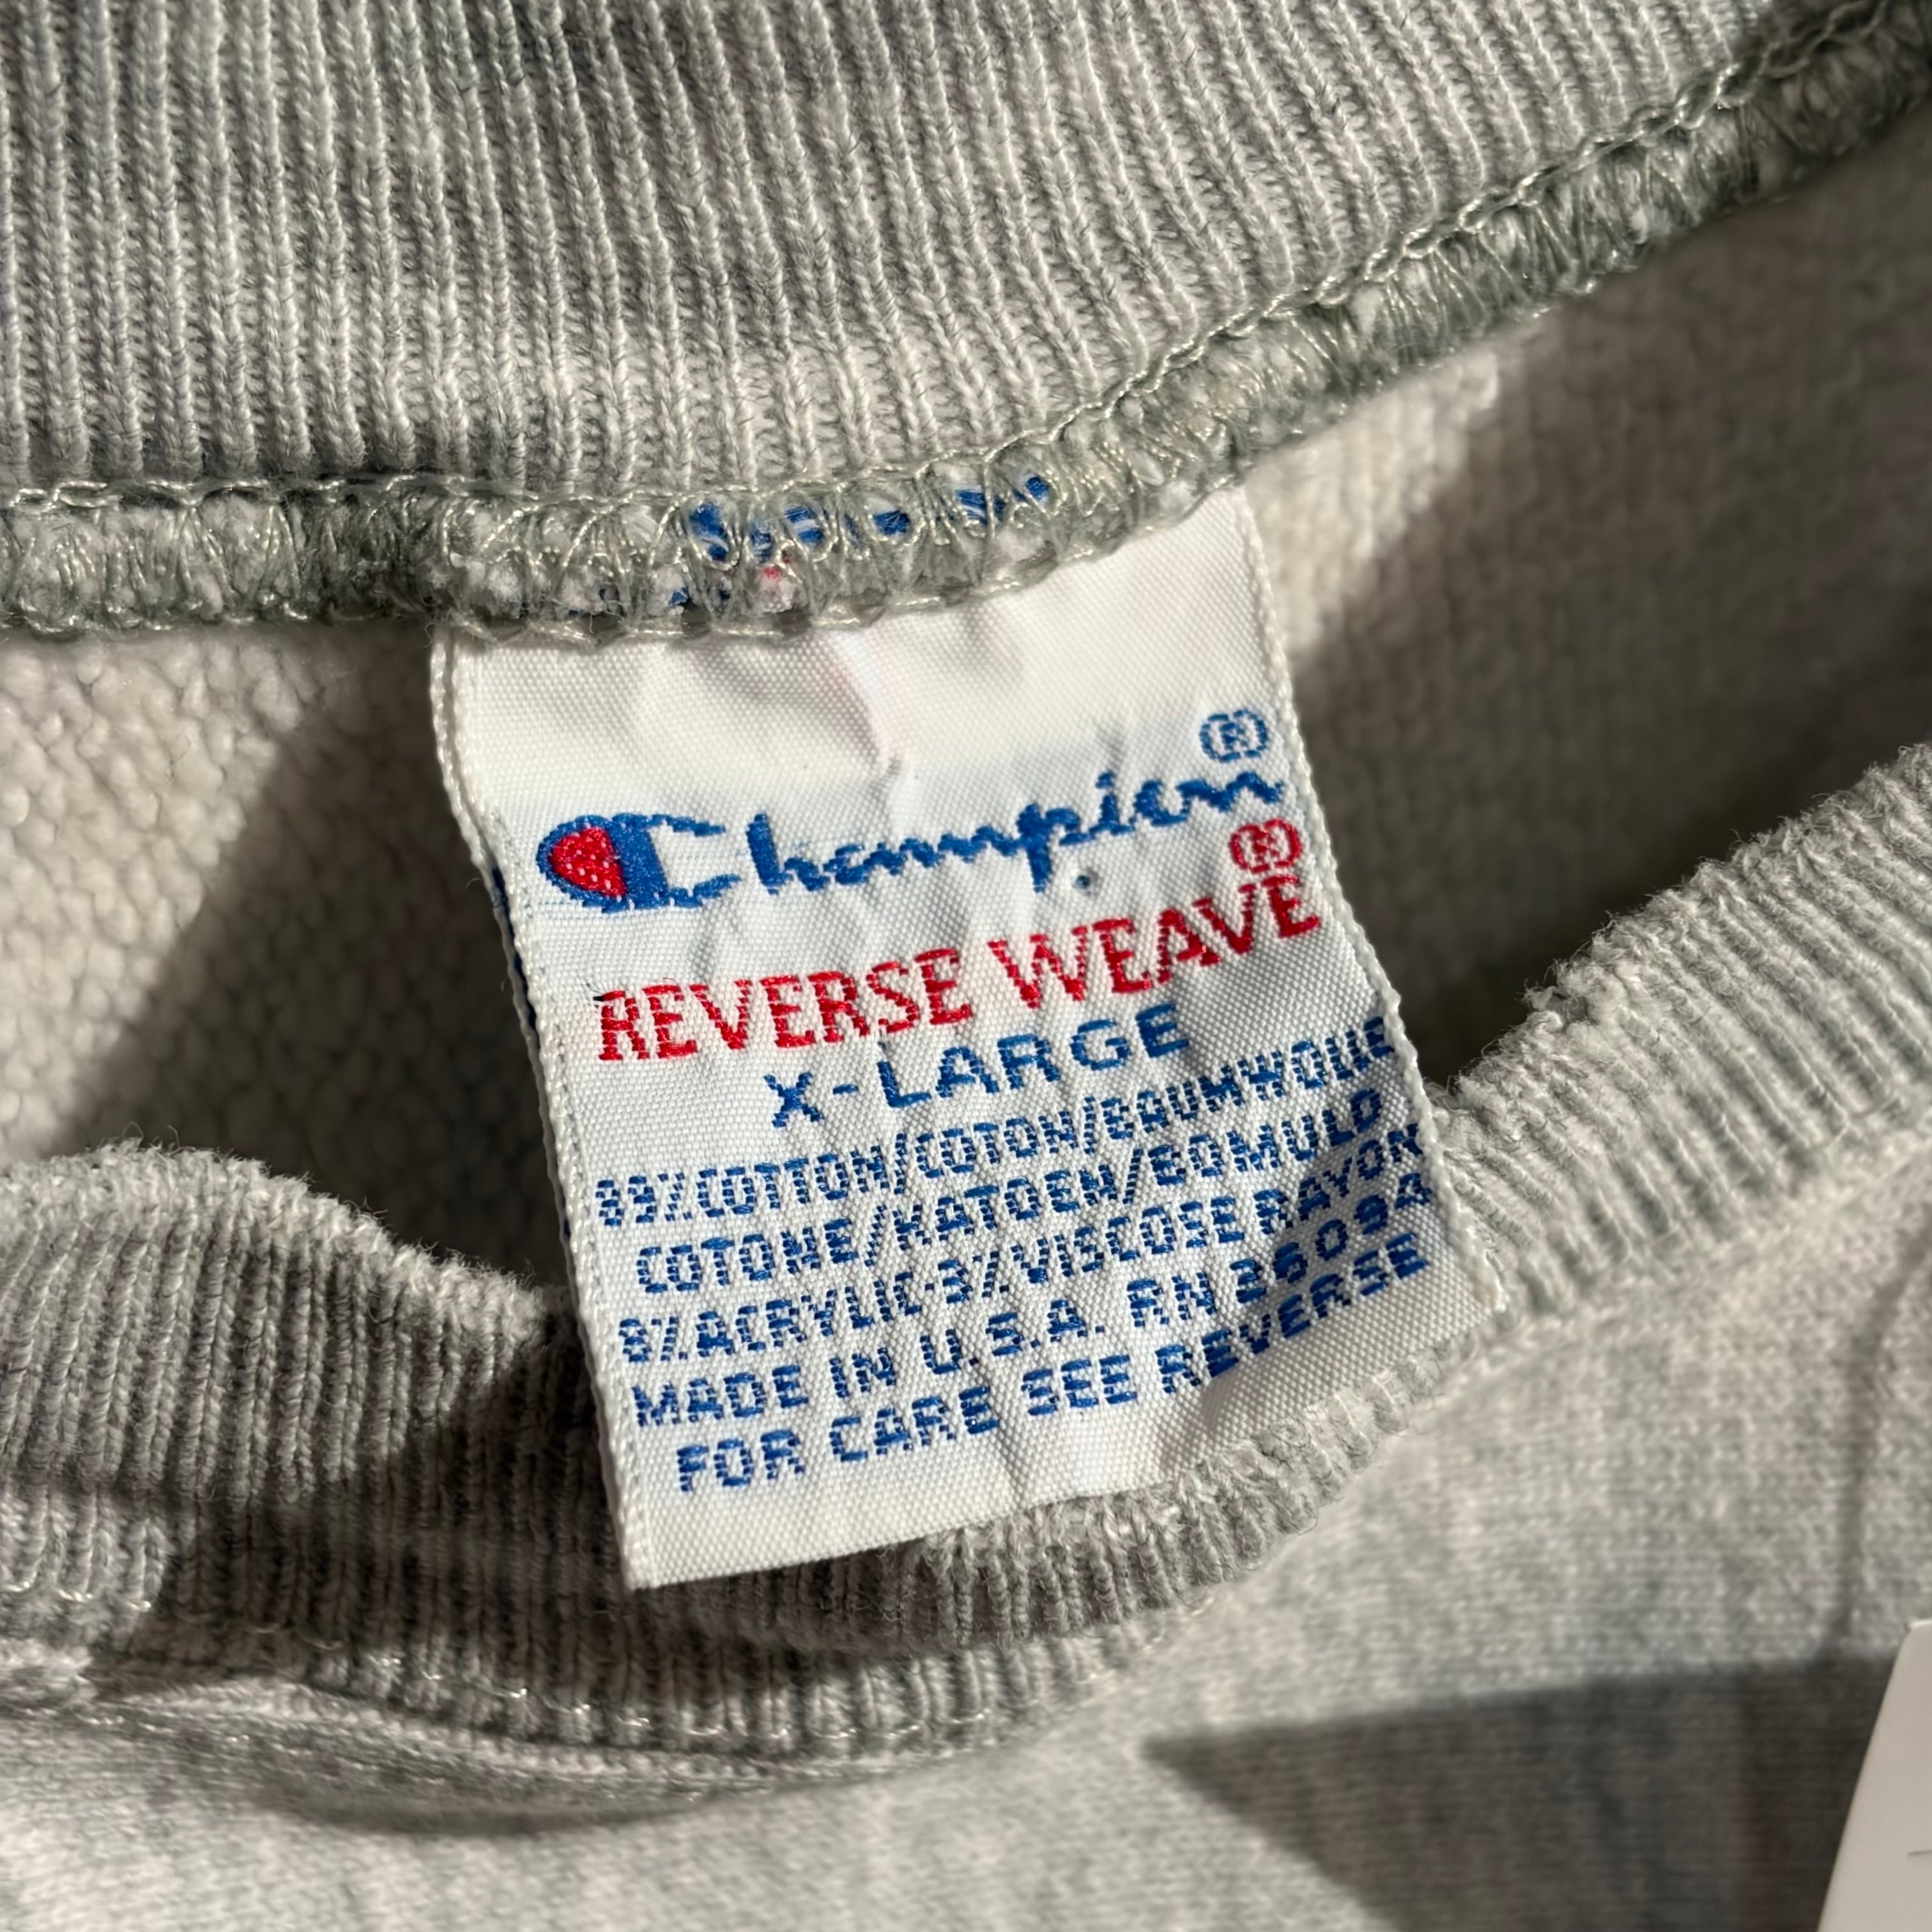 Champion®
REVERSE WEAVE®
X-LARGE
89%COTTON/COTON/BAUMWOLLE
COTONE/KATOEN/BOMULD
8%ACRYLIC-3%VISCOSE RAYON
MADE IN U.S.A. RN 26094
FOR CARE SEE REVERSE